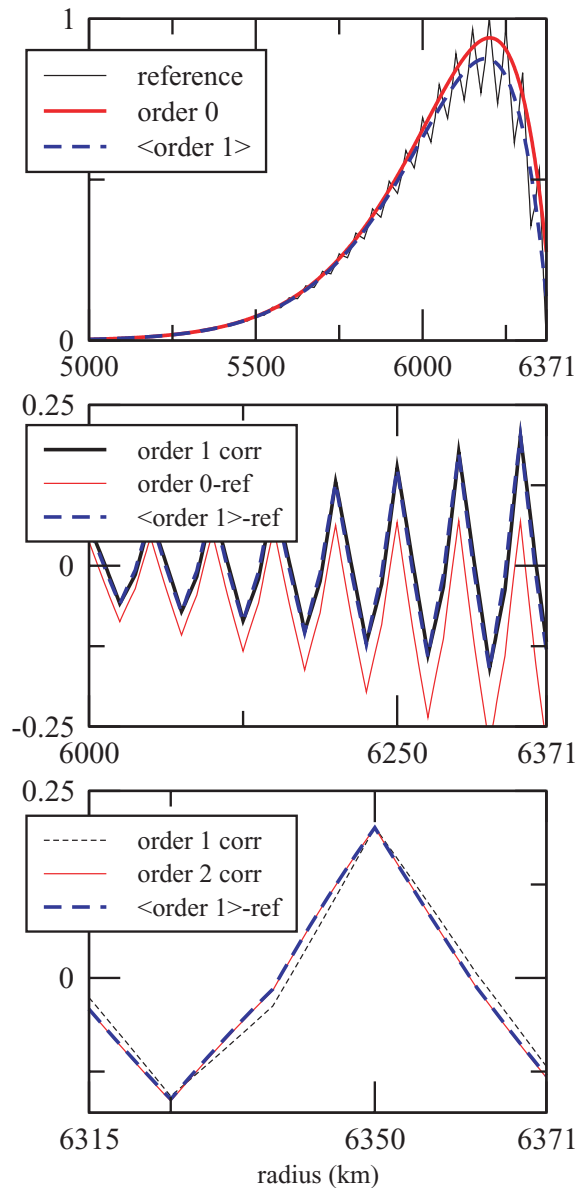 1
reference
order 0
<order 1>
0
5000
5500
6000
6371
0.25
order 1 corr
order 0-ref
<order 1>-ref
0
-0.25
6000
6250
6371
0.25
order 1 corr
order 2 corr
<order 1>-ref
0
6315
6350
6371
radius (km)